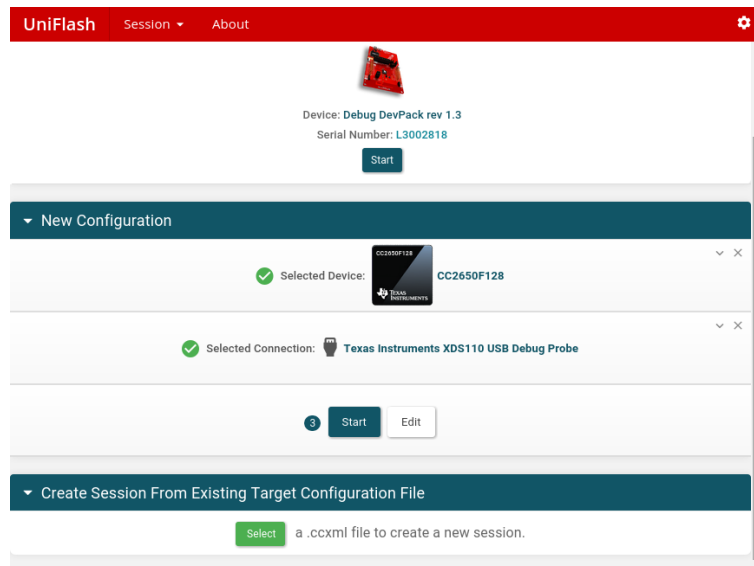 UniFlash Session About
Device: Debug DevPack rev 1.3
Serial Number: L3002818
Start
New Configuration
Selected Device: CC2650F128 CC2650F128
TEXAS
INSTRUMENTS
Selected Connection: Texas Instruments XDS110 USB Debug Probe
3 Start Edit
Create Session From Existing Target Configuration File
Select a .ccxml file to create a new session.